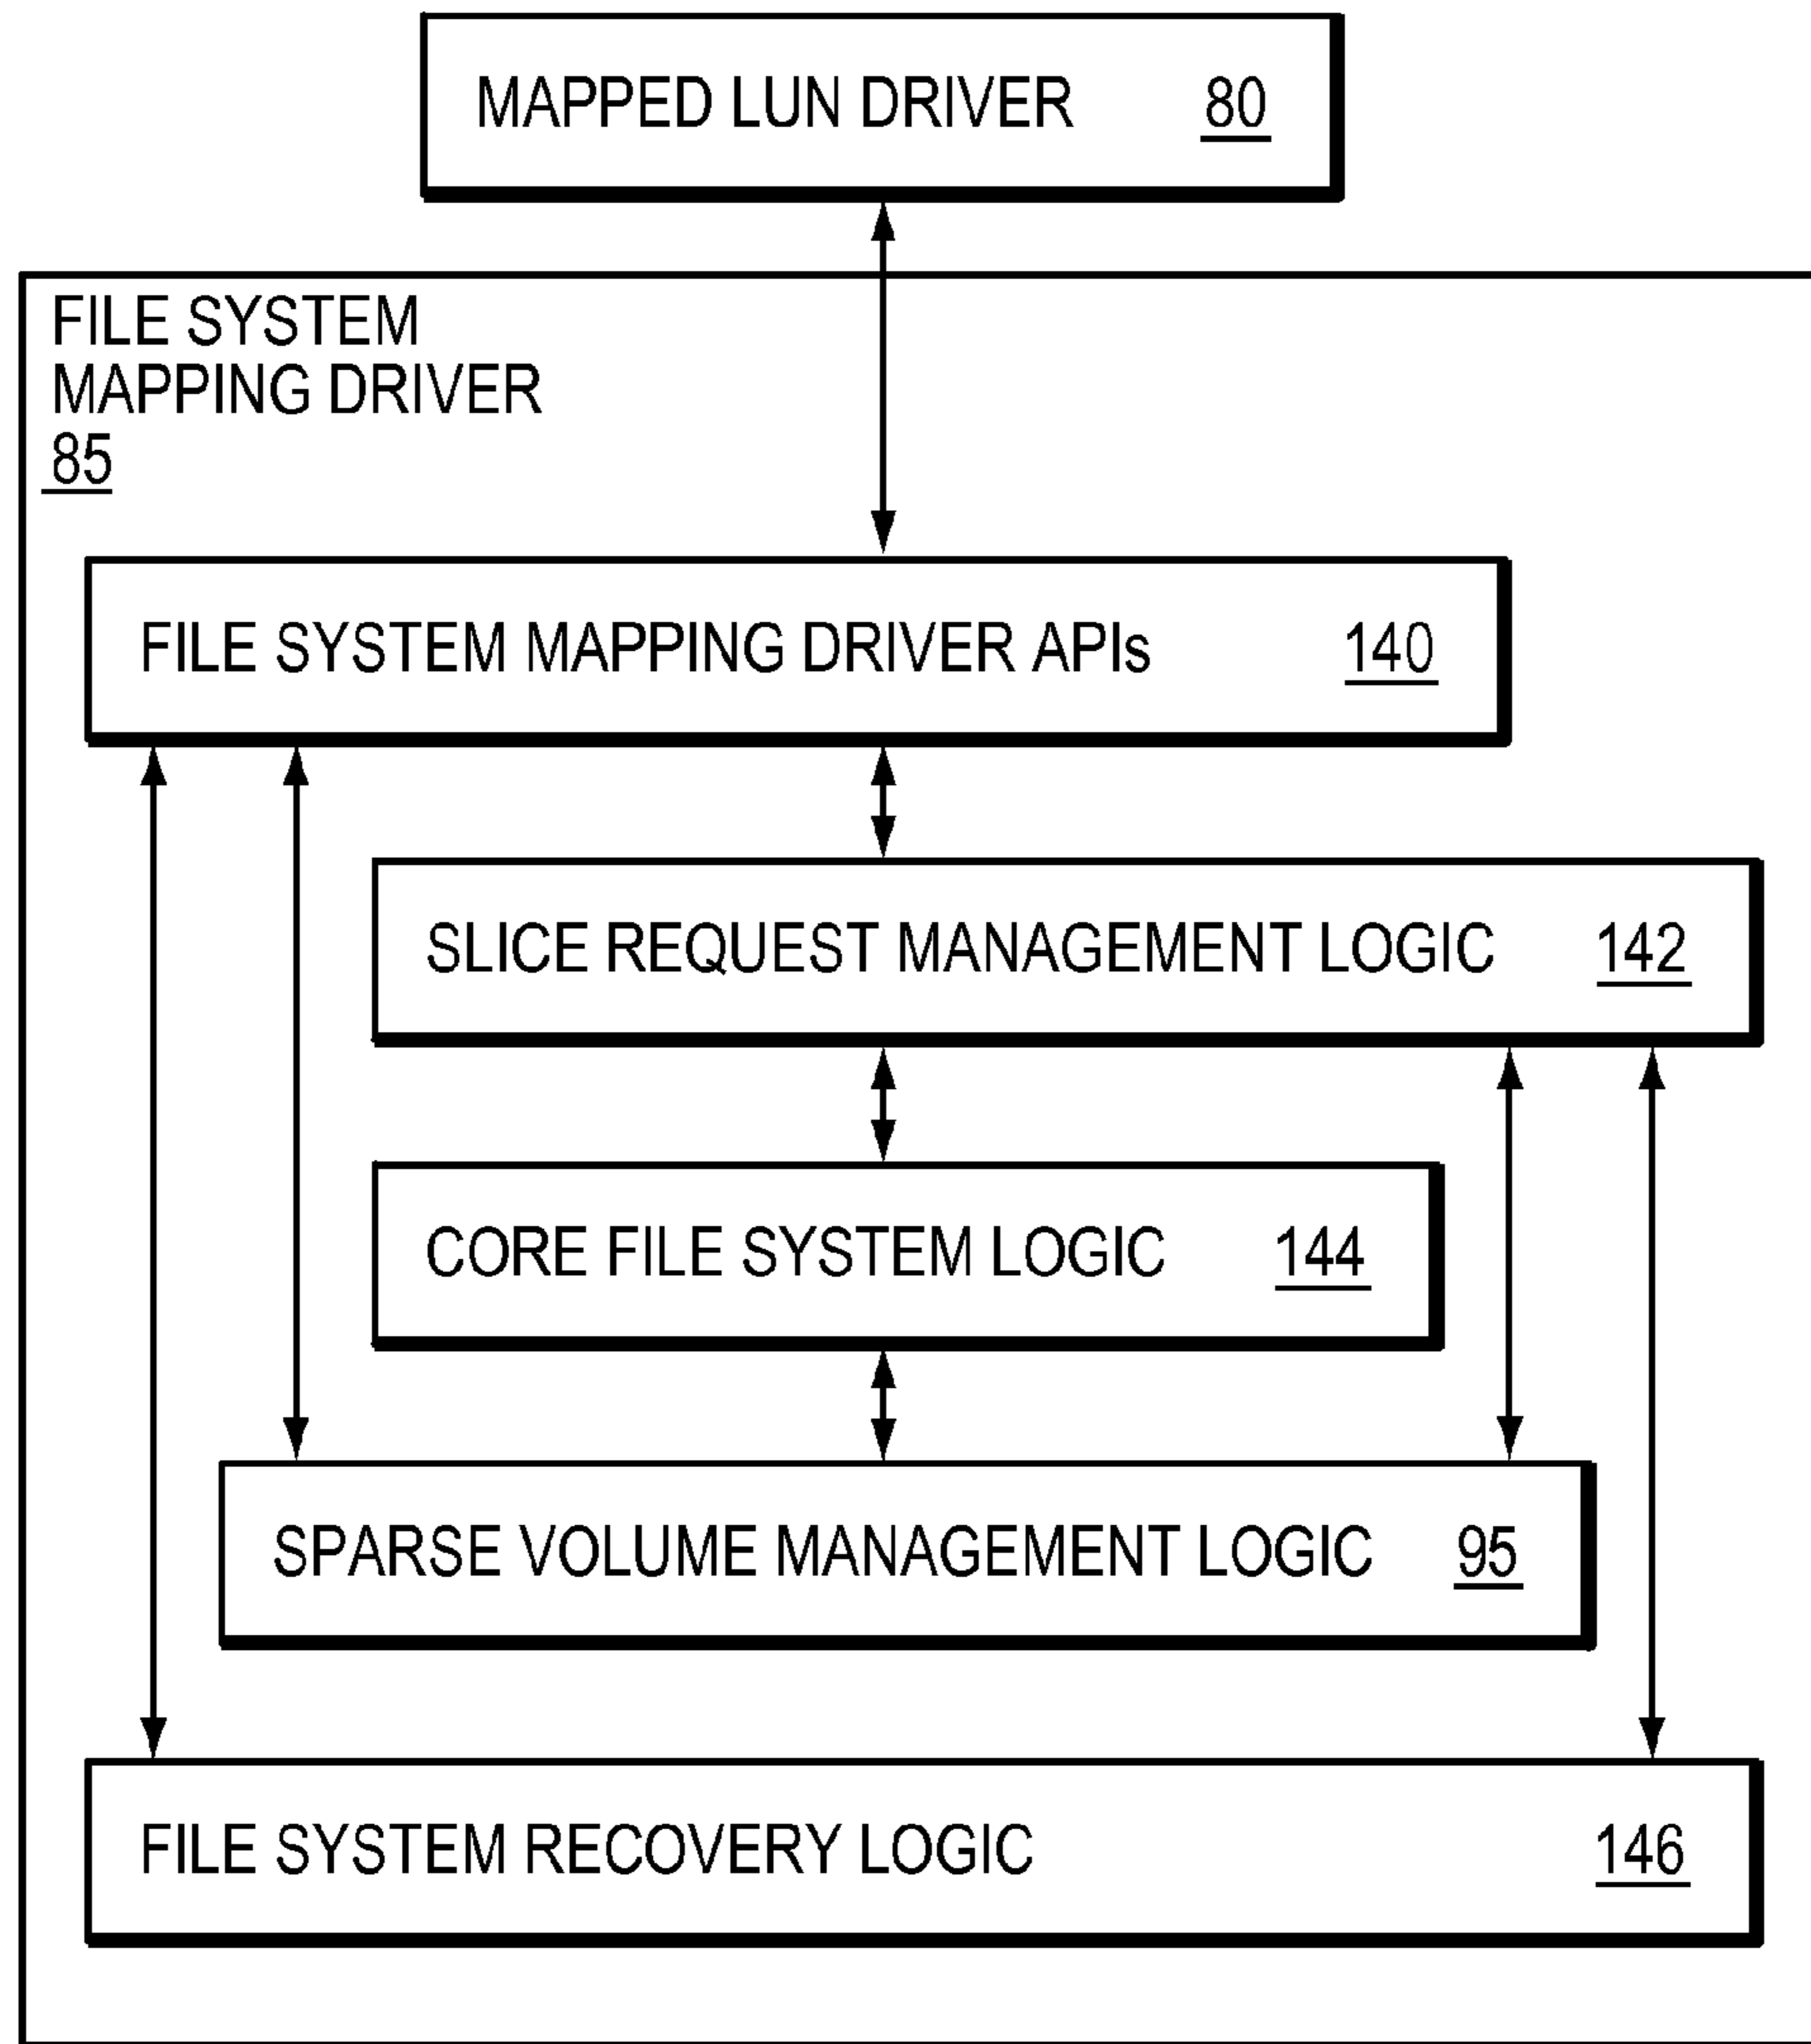 MAPPED LUN DRIVER 80
FILE SYSTEM
MAPPING DRIVER
85
FILE SYSTEM MAPPING DRIVER APIs 140
SLICE REQUEST MANAGEMENT LOGIC 142
CORE FILE SYSTEM LOGIC 144
SPARSE VOLUME MANAGEMENT LOGIC 95
FILE SYSTEM RECOVERY LOGIC 146